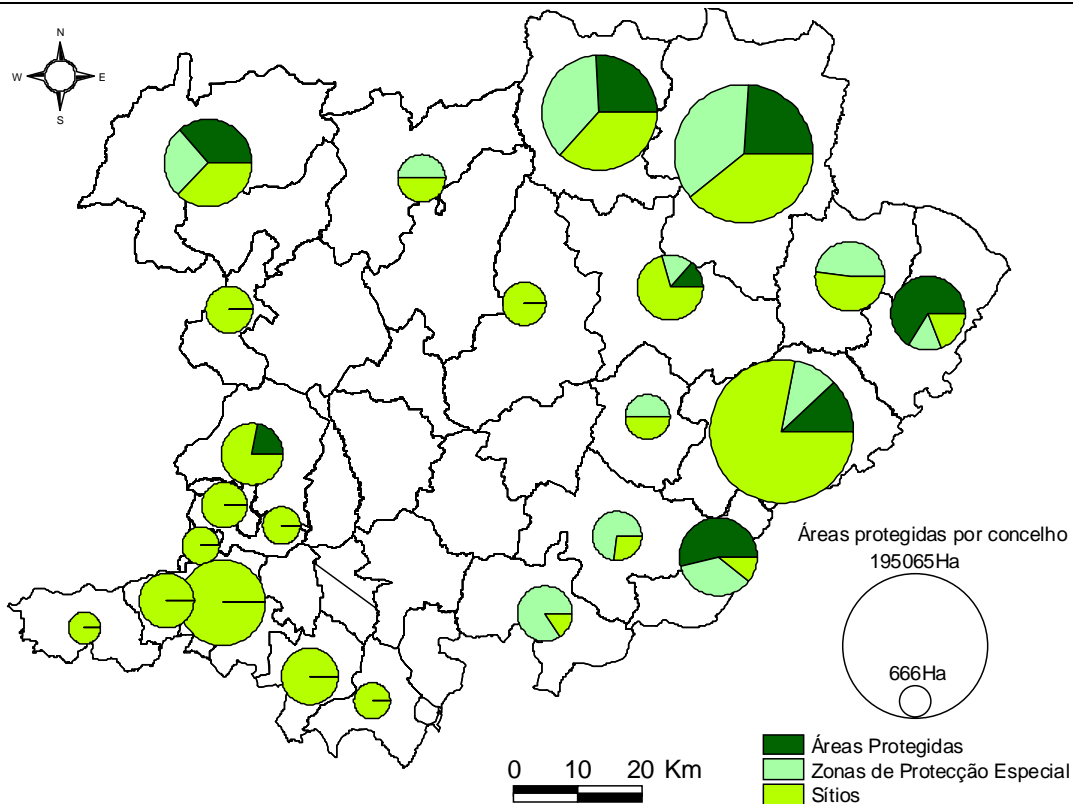 N
W E
S
Áreas protegidas por concelho
195065Ha
666Ha
Áreas Protegidas
Zonas de Protecção Especial
Sítios
0 10 20 Km